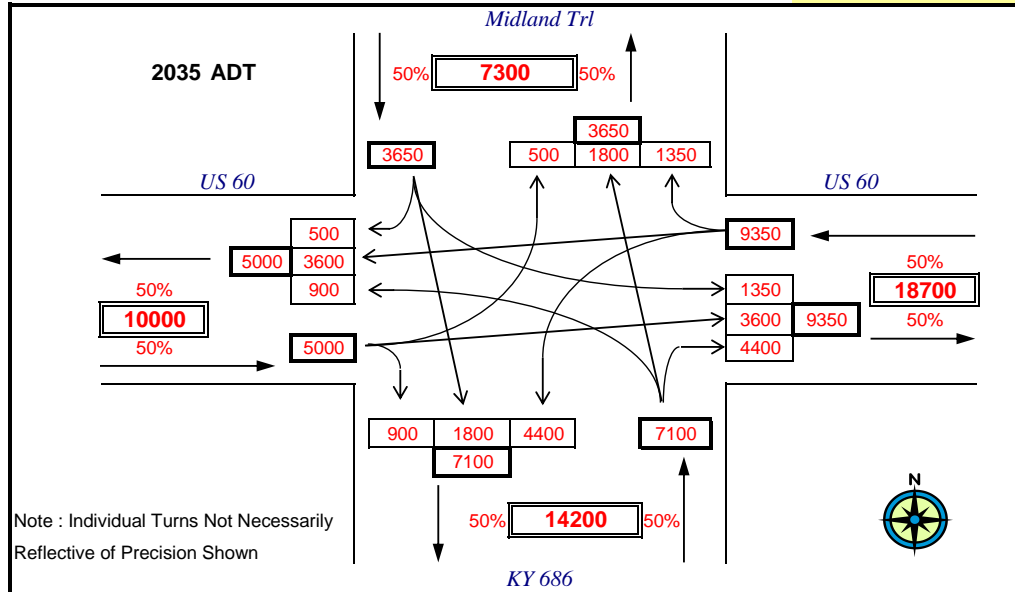 Midland Trl
2035 ADT
50% 7300 50%
3650
3650
500 1800 1350
US 60
US 60
500
5000 3600
900
9350
50%
10000
50%
5000
1350
3600 9350
4400
50%
18700
50%
900 1800 4400
7100
7100
N
Note : Individual Turns Not Necessarily
Reflective of Precision Shown
50% 14200 50%
KY 686